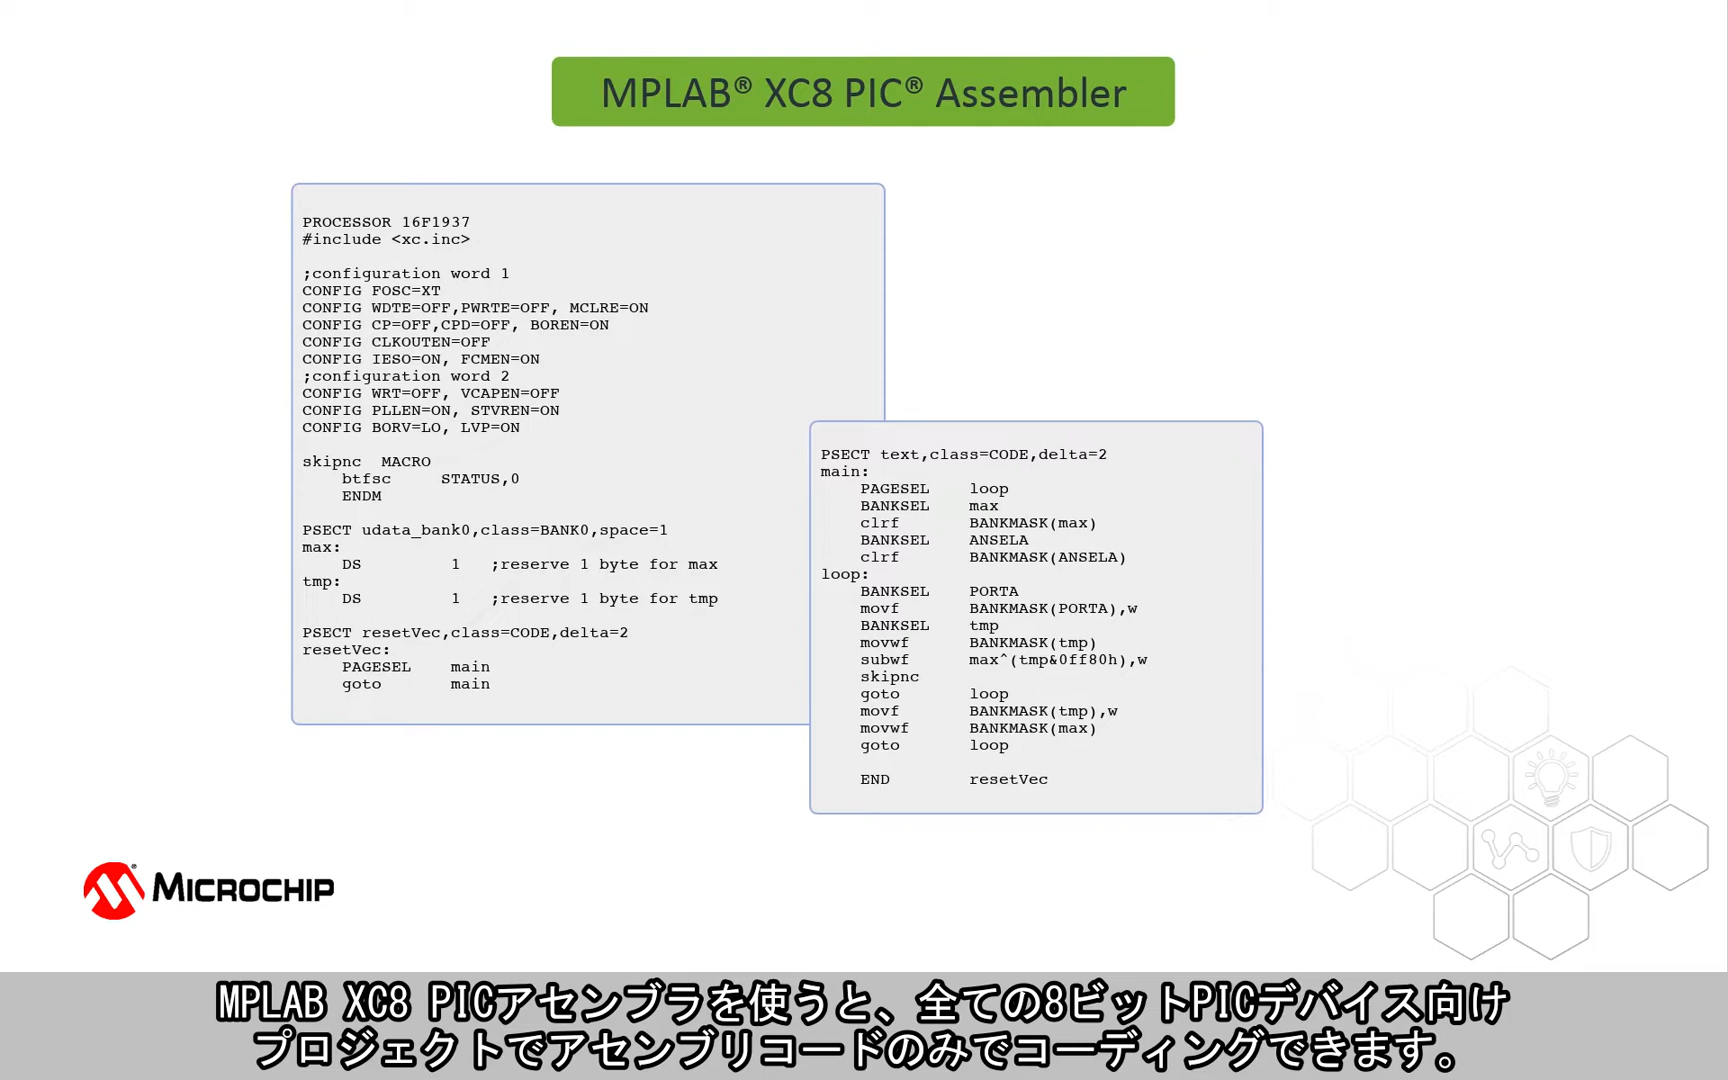 MPLAB® XC8 PIC® Assembler
PROCESSOR 16F1937
#include <xc.inc>
;configuration word 1
CONFIG FOSC=XT
CONFIG WDTE=OFF,PWRTE=OFF, MCLRE=ON
CONFIG CP=OFF,CPD=OFF, BOREN=ON
CONFIG CLKOUTEN=OFF
CONFIG IESO=ON, FCMEN=ON
;configuration word 2
CONFIG WRT=OFF, VCAPEN=OFF
CONFIG PLLEN=ON, STVREN=ON
CONFIG BORV=LO, LVP=ON
skipnc MACRO
btfsc STATUS,0
ENDM
PSECT udata_bank0,class=BANK0,space=1
max:
DS 1 ;reserve 1 byte for max
tmp:
DS 1 ;reserve 1 byte for tmp
PSECT resetVec,class=CODE,delta=2
resetVec:
PAGESEL main
goto main
PSECT text,class=CODE,delta=2
main:
PAGESEL loop
BANKSEL max
clrf BANKMASK(max)
BANKSEL ANSELA
clrf BANKMASK(ANSELA)
loop:
BANKSEL PORTA
movf BANKMASK(PORTA),w
BANKSEL tmp
movwf BANKMASK(tmp)
subwf max^(tmp&0ff80h),w
skipnc
goto loop
movf BANKMASK(tmp),w
movwf BANKMASK(max)
goto loop
END resetVec
MICROCHIP
MPLAB XC8 PICアセンブラを使うと、全ての8ビットPICデバイス向け
プロジェクトでアセンブリコードのみでコーディングできます。